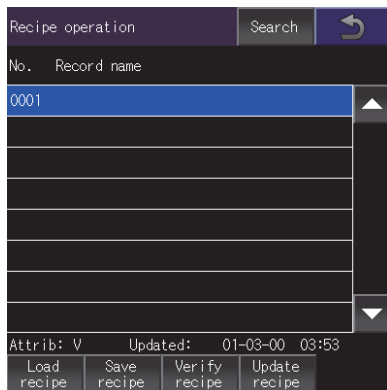 Recipe operation Search
No. Record name
0001
Attrib: V Updated: 01-03-00 03:53
Load recipe Save recipe Verify recipe Update recipe